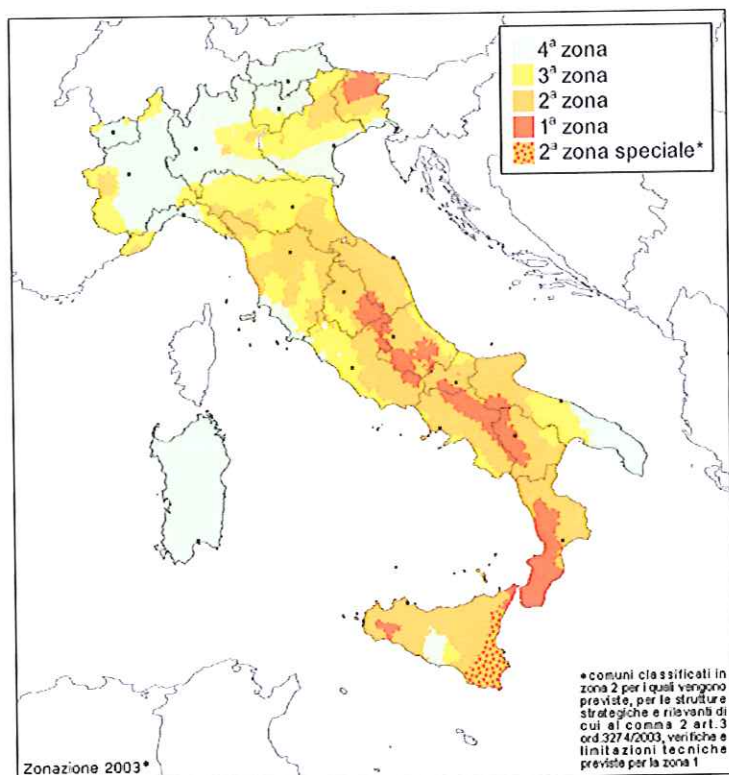 4ª zona
3ª zona
2ª zona
1ª zona
2ª zona speciale*
*comuni classificati in
zona 2 per i quali vengono
previste, per le strutture
strategiche e rilevanti di
cui al comma 2 art.3
ord.3274/2003, verifiche e
limitazioni tecniche
previste per la zona 1
Zonazione 2003*